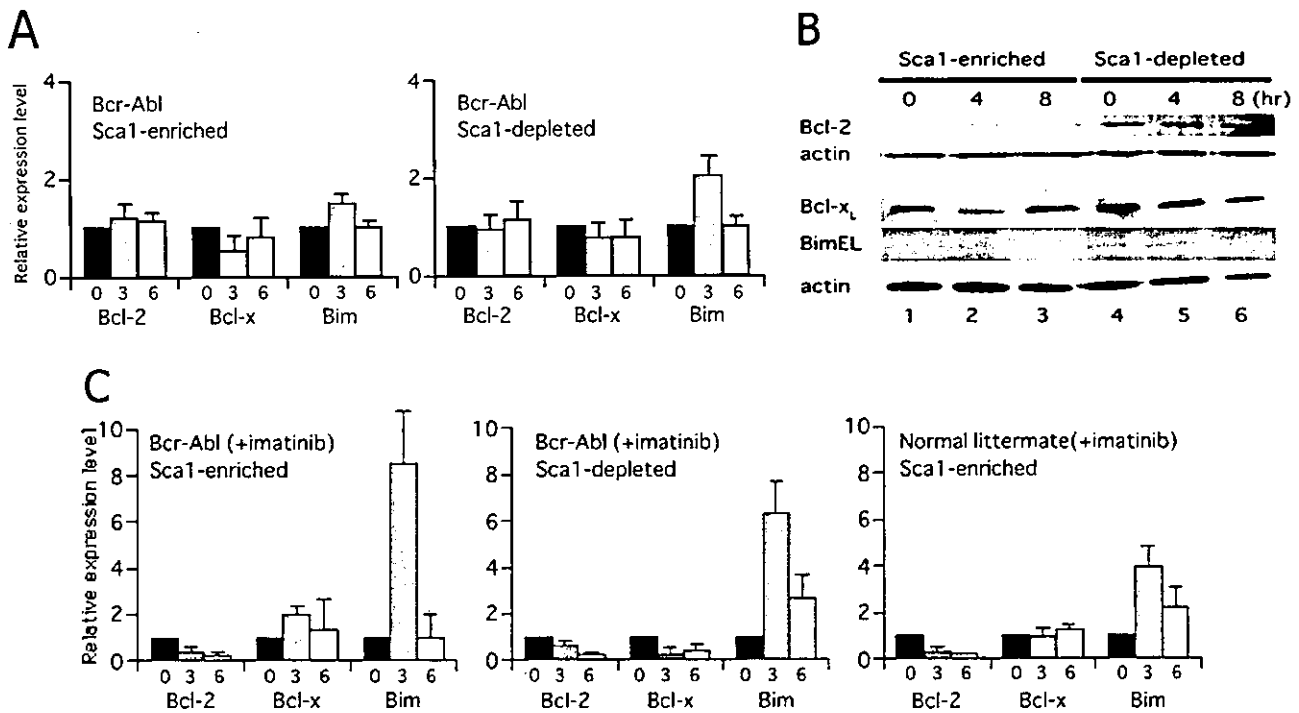 A
Relative expression level
4
2
0
Bcr-Abl
Sca1-enriched
0 3 6 0 3 6 0 3 6
Bcl-2 Bcl-x Bim
4
2
0
Bcr-Abl
Sca1-depleted
0 3 6 0 3 6 0 3 6
Bcl-2 Bcl-x Bim
B
Sca1-enriched Sca1-depleted
0 4 8 0 4 8 (hr)
Bcl-2
actin
Bcl-xL
BimEL
actin
1 2 3 4 5 6
C
Relative expression level
10
8
6
4
2
0
Bcr-Abl (+imatinib)
Sca1-enriched
0 3 6 0 3 6 0 3 6
Bcl-2 Bcl-x Bim
10
8
6
4
2
0
Bcr-Abl (+imatinib)
Sca1-depleted
0 3 6 0 3 6 0 3 6
Bcl-2 Bcl-x Bim
10
8
6
4
2
0
Normal littermate(+imatinib)
Sca1-enriched
0 3 6 0 3 6 0 3 6
Bcl-2 Bcl-x Bim